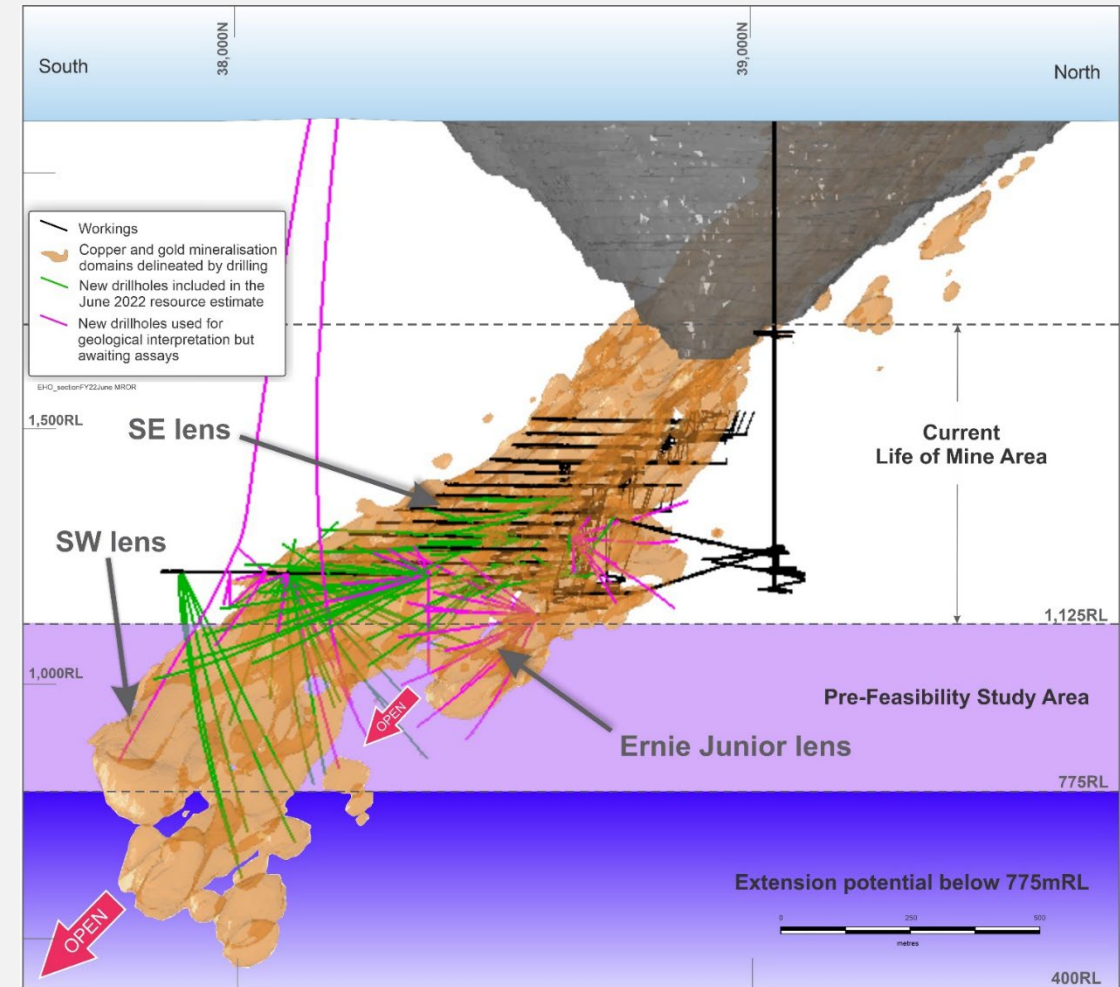 38,000N
39,000N
South
North
Workings
Copper and gold mineralisation
domains delineated by drilling
New drillholes included in the
June 2022 resource estimate
New drillholes used for
geological interpretation but
awaiting assays
EHO_sectionFY22June MROR
1,500RL
SE lens
Current
Life of Mine Area
SW lens
1,125RL
1,000RL
Pre-Feasibility Study Area
OPEN
Ernie Junior lens
775RL
Extension potential below 775mRL
0 250 500
metres
OPEN
400RL